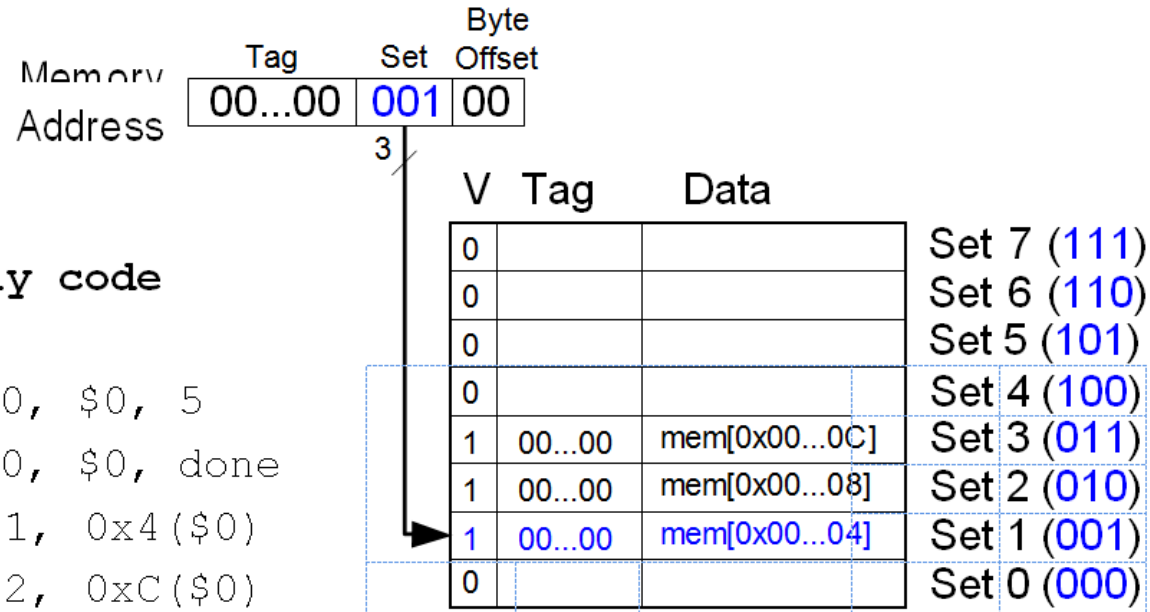 Byte
Tag Set Offset
Memory
Address 00...00 001 00
3
V Tag Data
0 Set 7 (111)
0 Set 6 (110)
0 Set 5 (101)
0 Set 4 (100)
1 00...00 mem[0x00...0C] Set 3 (011)
1 00...00 mem[0x00...08] Set 2 (010)
1 00...00 mem[0x00...04] Set 1 (001)
0 Set 0 (000)
y code
0, $0, 5
0, $0, done
1, 0x4($0)
2, 0xC($0)